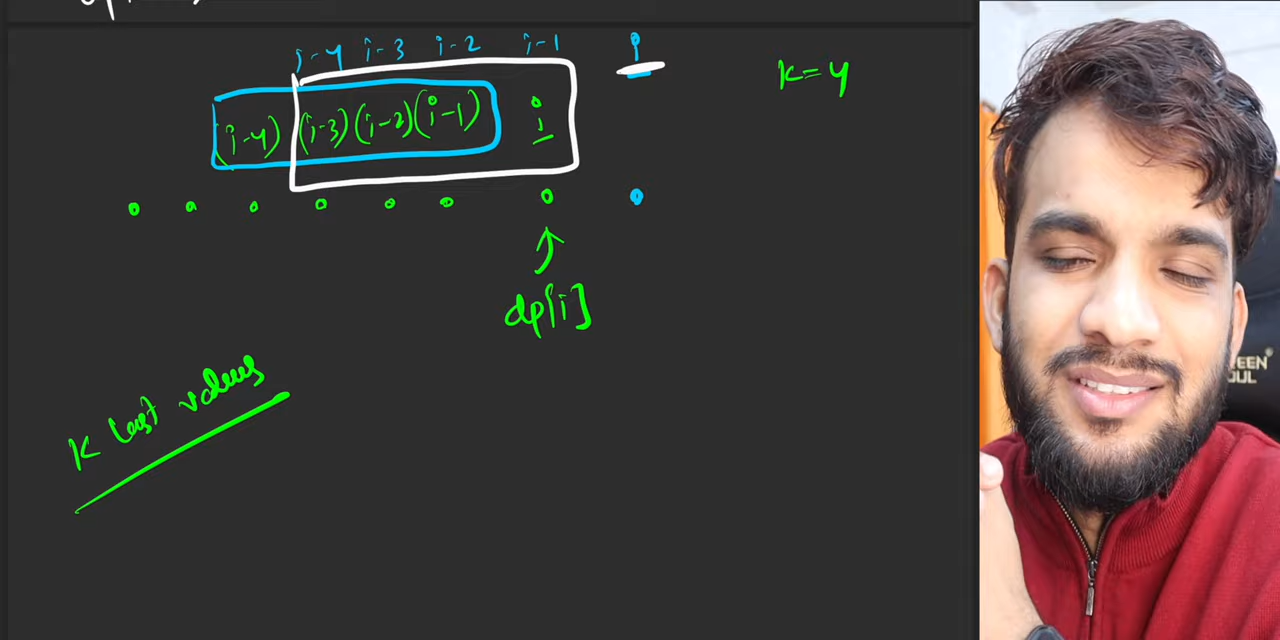 i-4 i-3 i-2 i-1 i
K=4
(i-4) (i-3) (i-2) (i-1) i
dp[i]
K last values